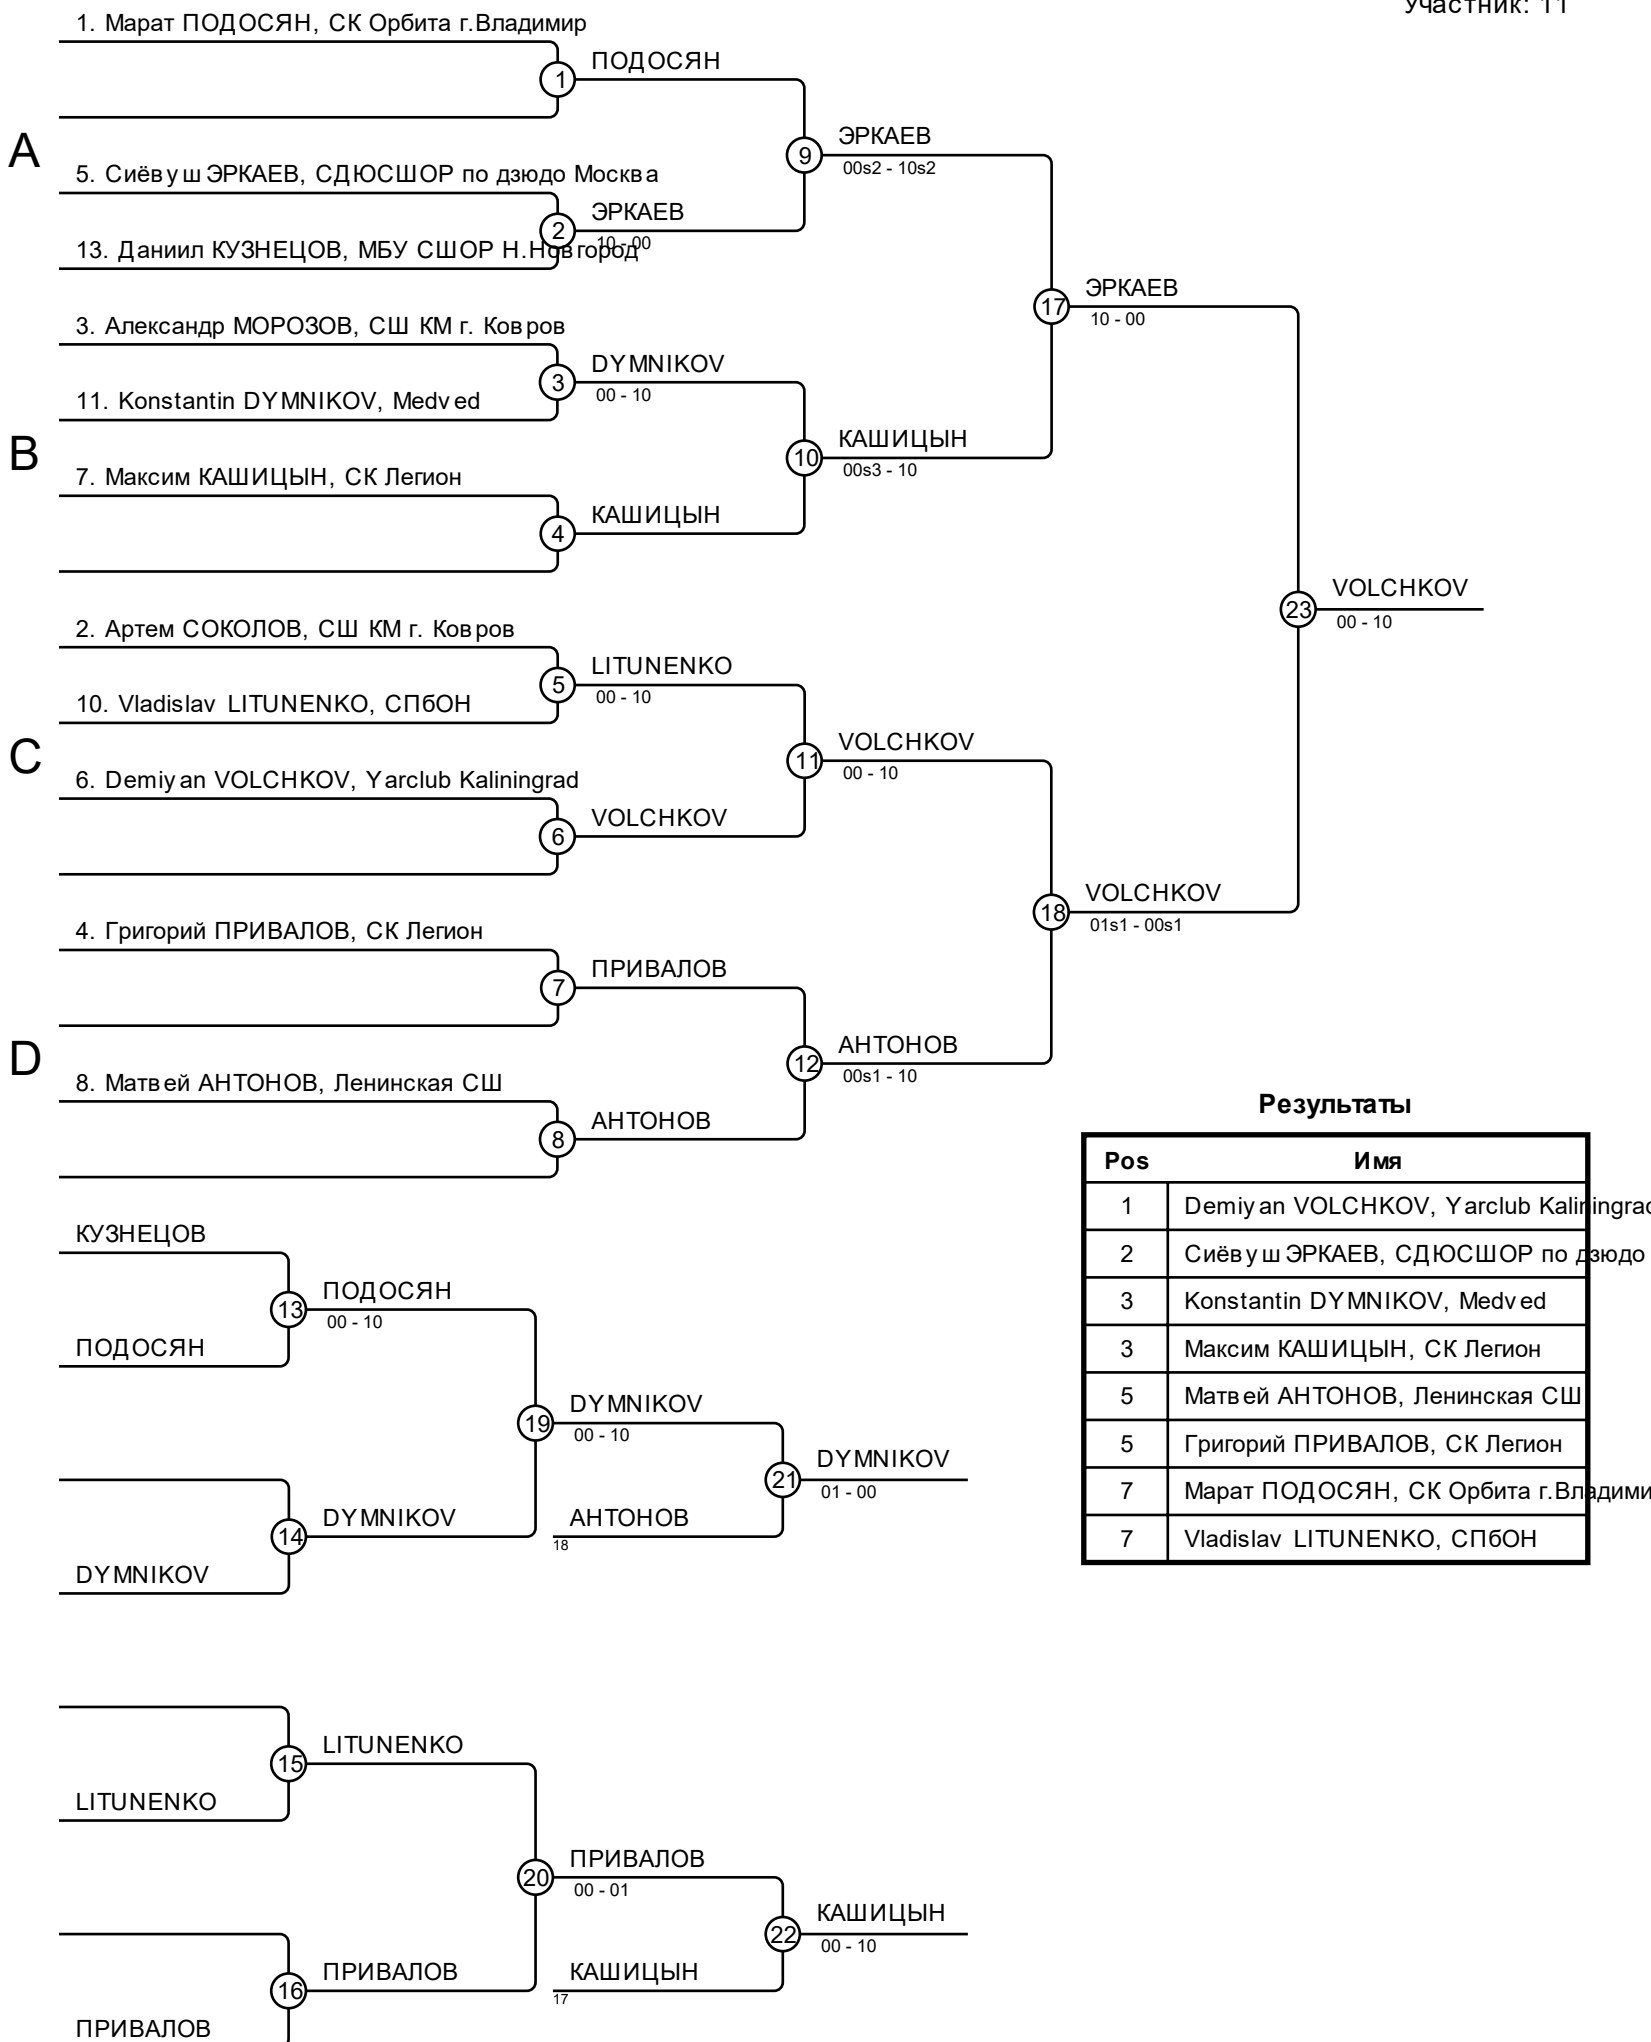 Участник: 11
1. Марат ПОДОСЯН, СК Орбита г.Владимир
1
ПОДОСЯН
A
9
ЭРКАЕВ
00s2 - 10s2
5. Сиёвуш ЭРКАЕВ, СДЮСШОР по дзюдо Москва
2
ЭРКАЕВ
10 - 00
13. Даниил КУЗНЕЦОВ, МБУ СШОР Н.Новгород
17
ЭРКАЕВ
10 - 00
3. Александр МОРОЗОВ, СШ КМ г. Ковров
3
DYMNIKOV
00 - 10
11. Konstantin DYMNIKOV, Medved
B
10
КАШИЦЫН
00s3 - 10
7. Максим КАШИЦЫН, СК Легион
4
КАШИЦЫН
23
VOLCHKOV
00 - 10
2. Артем СОКОЛОВ, СШ КМ г. Ковров
5
LITUNENKO
00 - 10
10. Vladislav LITUNENKO, СПбОН
C
11
VOLCHKOV
00 - 10
6. Demiyan VOLCHKOV, Yarclub Kaliningrad
6
VOLCHKOV
18
VOLCHKOV
01s1 - 00s1
4. Григорий ПРИВАЛОВ, СК Легион
7
ПРИВАЛОВ
D
12
АНТОНОВ
00s1 - 10
8. Матвей АНТОНОВ, Ленинская СШ
8
АНТОНОВ
Результаты
Pos Имя
1 Demiyan VOLCHKOV, Yarclub Kaliningrad
2 Сиёвуш ЭРКАЕВ, СДЮСШОР по дзюдо
3 Konstantin DYMNIKOV, Medved
3 Максим КАШИЦЫН, СК Легион
5 Матвей АНТОНОВ, Ленинская СШ
5 Григорий ПРИВАЛОВ, СК Легион
7 Марат ПОДОСЯН, СК Орбита г.Владими
7 Vladislav LITUNENKO, СПбОН
КУЗНЕЦОВ
13
ПОДОСЯН
00 - 10
ПОДОСЯН
19
DYMNIKOV
00 - 10
21
DYMNIKOV
01 - 00
14
DYMNIKOV
АНТОНОВ
18
DYMNIKOV
15
LITUNENKO
LITUNENKO
20
ПРИВАЛОВ
00 - 01
22
КАШИЦЫН
00 - 10
16
ПРИВАЛОВ
КАШИЦЫН
17
ПРИВАЛОВ